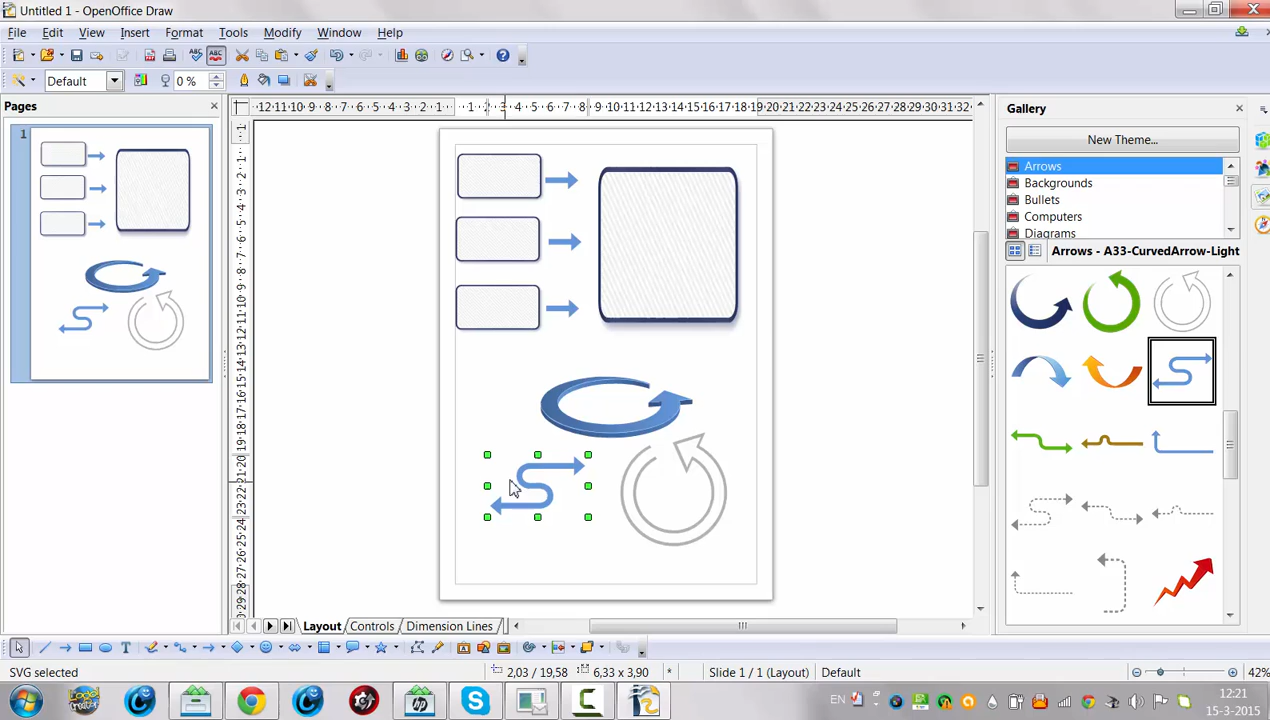 Untitled 1 - OpenOffice Draw
File Edit View Insert Format Tools Modify Window Help
Default 0 %
Pages
1
Gallery
New Theme...
Arrows
Backgrounds
Bullets
Computers
Diagrams
Arrows - A33-CurvedArrow-Light
Layout Controls Dimension Lines
SVG selected 2,03 / 19,58 6,33 x 3,90 * Slide 1 / 1 (Layout) Default 42%
EN 12:21
15-3-2015